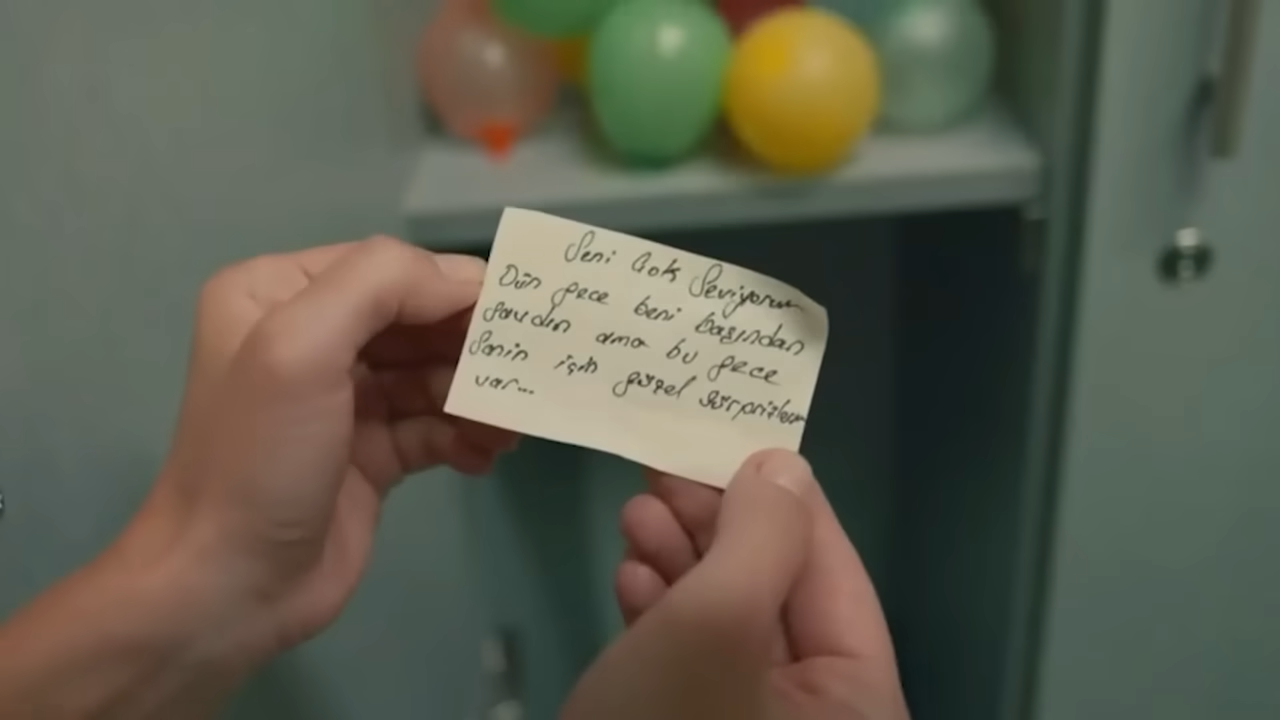 Seni Çok Seviyorum
Dün gece beni başından
savdın ama bu gece
Senin için güzel sürprizlerim
var...